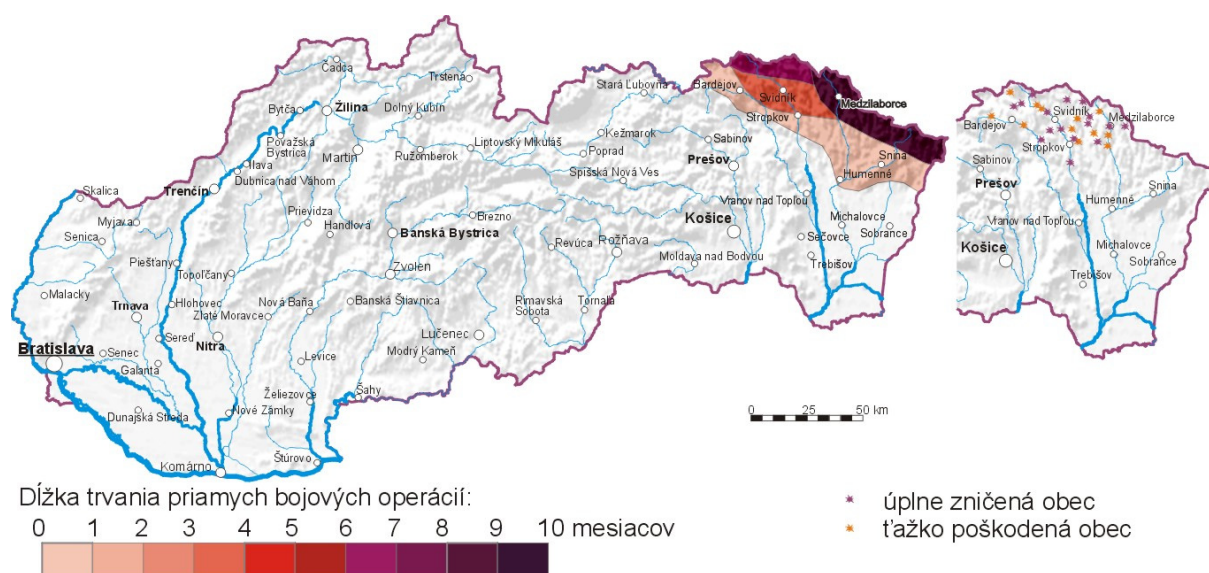 Čadca
Trstená
Bytča
Žilina
Dolný Kubín
Považská
Bystrica
Martin
Ružomberok
Liptovský Mikuláš
Ilava
Dubnica nad Váhom
Trenčín
Skalica
Myjava
Senica
Prievidza
Handlová
Banská Bystrica
Brezno
Stará Ľubovňa
Kežmarok
Poprad
Spišská Nová Ves
Sabinov
Prešov
Bardejov
Svidník
Stropkov
Medzilaborce
Snina
Humenné
Vranov nad Topľou
Košice
Michalovce
Sobrance
Sečovce
Trebišov
Moldava nad Bodvou
Rožňava
Revúca
Piešťany
Topoľčany
Zvolen
Malacky
Trnava
Hlohovec
Zlaté Moravce
Nová Baňa
Banská Štiavnica
Rimavská
Sobota
Tornaľa
Lučenec
Modrý Kameň
Bratislava
Senec
Sereď
Nitra
Galanta
Levice
Želiezovce
Šahy
Dunajská Streda
Nové Zámky
Komárno
Štúrovo
0 50 km
Bardejov
Svidník
Medzilaborce
Stropkov
Sabinov
Prešov
Snina
Humenné
Vranov nad Topľou
Košice
Michalovce
Sobrance
Trebišov
Dĺžka trvania priamych bojových operácií:
0 1 2 3 4 5 6 7 8 9 10 mesiacov
úplne zničená obec
ťažko poškodená obec